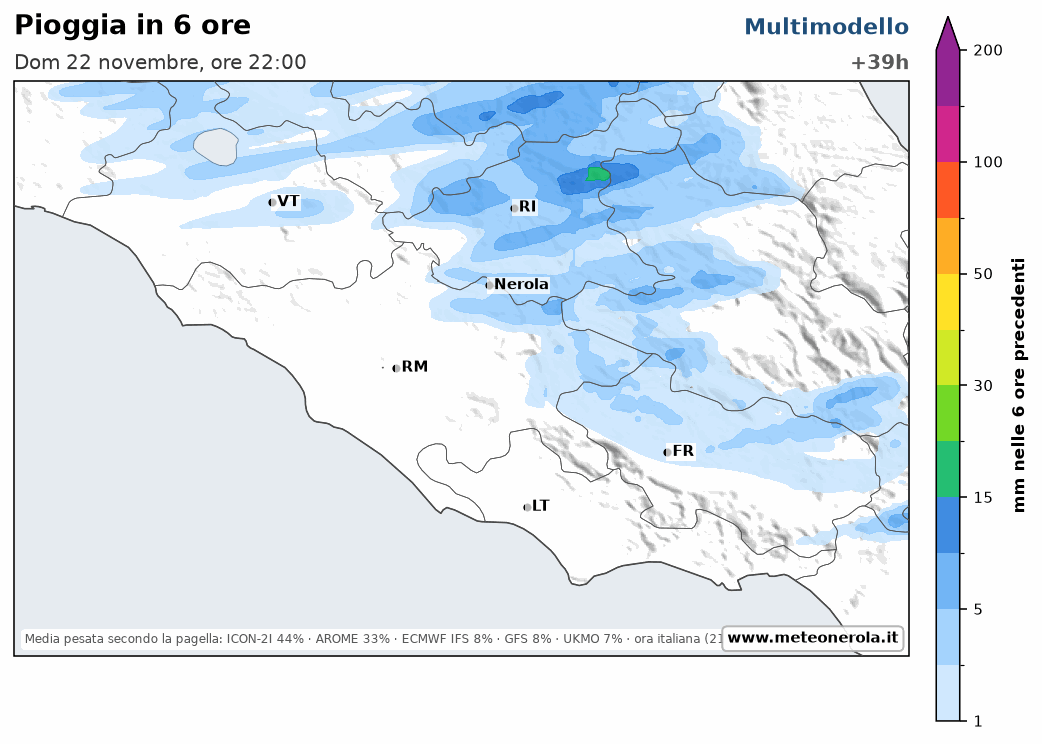 Pioggia in 6 ore
Multimodello
Dom 22 novembre, ore 22:00
+39h
VT
RI
Nerola
RM
FR
LT
Media pesata secondo la pagella: ICON-2I 44% · AROME 33% · ECMWF IFS 8% · GFS 8% · UKMO 7% · ora italiana (21
www.meteonerola.it
200
100
50
30
15
5
1
mm nelle 6 ore precedenti